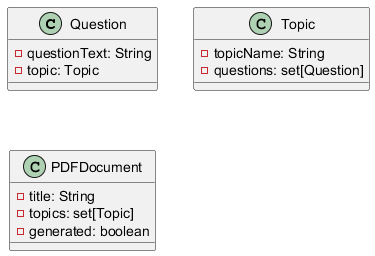 C Question
questionText: String
topic: Topic
C Topic
topicName: String
questions: set[Question]
C PDFDocument
title: String
topics: set[Topic]
generated: boolean